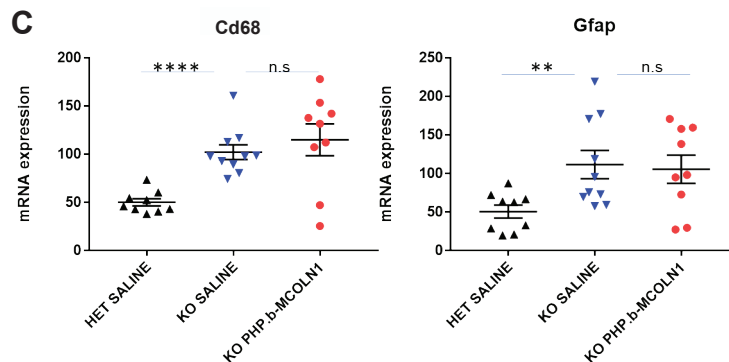 C
Cd68
mRNA expression
200
150
100
50
0
****
n.s
HET SALINE
KO SALINE
KO PHP.b-MCOLN1
Gfap
mRNA expression
250
200
150
100
50
0
**
n.s
HET SALINE
KO SALINE
KO PHP.b-MCOLN1